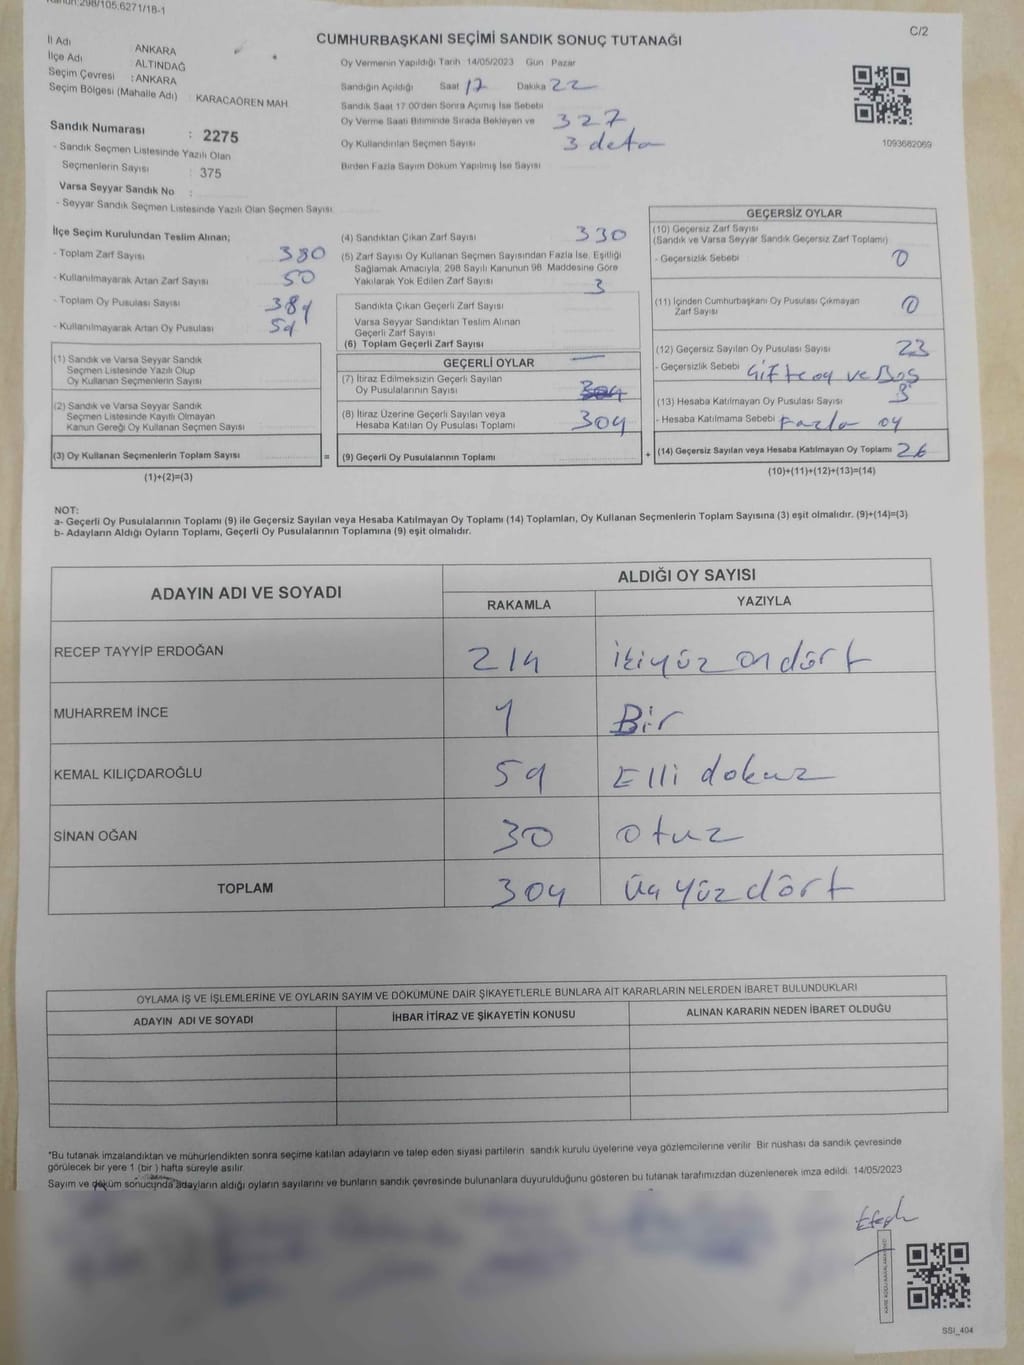 Kanun:298/105,6271/18-1
C/2
CUMHURBAŞKANI SEÇİMİ SANDIK SONUÇ TUTANAĞI
İl Adı : ANKARA
İlçe Adı : ALTINDAĞ
Seçim Çevresi : ANKARA
Seçim Bölgesi (Mahalle Adı) : KARACAÖREN MAH.
Sandık Numarası : 2275
- Sandık Seçmen Listesinde Yazılı Olan
Seçmenlerin Sayısı : 375
Varsa Seyyar Sandık No :
- Seyyar Sandık Seçmen Listesinde Yazılı Olan Seçmen Sayısı:
Oy Vermenin Yapıldığı Tarih 14/05/2023 Gün Pazar
Sandığın Açıldığı Saat 17 Dakika 22
Sandık Saat 17.00'den Sonra Açılmış İse Sebebi
Oy Verme Saati Bitiminde Sırada Bekleyen ve 327
Oy Kullandırılan Seçmen Sayısı 3 deta
Birden Fazla Sayım Döküm Yapılmış İse Sayısı
1093682069
İlçe Seçim Kurulundan Teslim Alınan;
- Toplam Zarf Sayısı 380
- Kullanılmayarak Artan Zarf Sayısı 50
- Toplam Oy Pusulası Sayısı 389
- Kullanılmayarak Artan Oy Pusulası 59
(1) Sandık ve Varsa Seyyar Sandık
Seçmen Listesinde Yazılı Olup
Oy Kullanan Seçmenlerin Sayısı
(2) Sandık ve Varsa Seyyar Sandık
Seçmen Listesinde Kayıtlı Olmayan
Kanun Gereği Oy Kullanan Seçmen Sayısı
(3) Oy Kullanan Seçmenlerin Toplam Sayısı
=
(1)+(2)=(3)
(4) Sandıktan Çıkan Zarf Sayısı 330
(5) Zarf Sayısı Oy Kullanan Seçmen Sayısından Fazla İse, Eşitliği
Sağlamak Amacıyla, 298 Sayılı Kanunun 98. Maddesine Göre
Yakılarak Yok Edilen Zarf Sayısı 3
Sandıkta Çıkan Geçerli Zarf Sayısı
Varsa Seyyar Sandıktan Teslim Alınan
Geçerli Zarf Sayısı
(6) Toplam Geçerli Zarf Sayısı
GEÇERLİ OYLAR
(7) İtiraz Edilmeksizin Geçerli Sayılan
Oy Pusulalarının Sayısı 304
(8) İtiraz Üzerine Geçerli Sayılan veya
Hesaba Katılan Oy Pusulası Toplamı 304
(9) Geçerli Oy Pusulalarının Toplamı
+
GEÇERSİZ OYLAR
(10) Geçersiz Zarf Sayısı
(Sandık ve Varsa Seyyar Sandık Geçersiz Zarf Toplamı)
- Geçersizlik Sebebi 0
(11) İçinden Cumhurbaşkanı Oy Pusulası Çıkmayan
Zarf Sayısı 0
(12) Geçersiz Sayılan Oy Pusulası Sayısı 23
- Geçersizlik Sebebi Çifte oy ve Boş
(13) Hesaba Katılmayan Oy Pusulası Sayısı 3
- Hesaba Katılmama Sebebi Fazla oy
(14) Geçersiz Sayılan veya Hesaba Katılmayan Oy Toplamı 26
(10)+(11)+(12)+(13)=(14)
NOT:
a- Geçerli Oy Pusulalarının Toplamı (9) ile Geçersiz Sayılan veya Hesaba Katılmayan Oy Toplamı (14) Toplamları, Oy Kullanan Seçmenlerin Toplam Sayısına (3) eşit olmalıdır. (9)+(14)=(3)
b- Adayların Aldığı Oyların Toplamı, Geçerli Oy Pusulalarının Toplamına (9) eşit olmalıdır.
ADAYIN ADI VE SOYADI ALDIĞI OY SAYISI
RAKAMLA YAZIYLA
RECEP TAYYİP ERDOĞAN 214 ikiyüz on dört
MUHARREM İNCE 1 Bir
KEMAL KILIÇDAROĞLU 59 Elli dokuz
SİNAN OĞAN 30 otuz
TOPLAM 304 üç yüz dört
OYLAMA İŞ VE İŞLEMLERİNE VE OYLARIN SAYIM VE DÖKÜMÜNE DAİR ŞİKAYETLERLE BUNLARA AİT KARARLARIN NELERDEN İBARET BULUNDUKLARI
ADAYIN ADI VE SOYADI İHBAR İTİRAZ VE ŞİKAYETİN KONUSU ALINAN KARARIN NEDEN İBARET OLDUĞU
*Bu tutanak imzalandıktan ve mühürlendikten sonra seçime katılan adayların ve talep eden siyasi partilerin sandık kurulu üyelerine veya gözlemcilerine verilir. Bir nüshası da sandık çevresinde
görülecek bir yere 1 (bir ) hafta süreyle asılır.
Sayım ve döküm sonucunda adayların aldığı oyların sayılarını ve bunların sandık çevresinde bulunanlara duyurulduğunu gösteren bu tutanak tarafımızdan düzenlenerek imza edildi. 14/05/2023
SSI_404